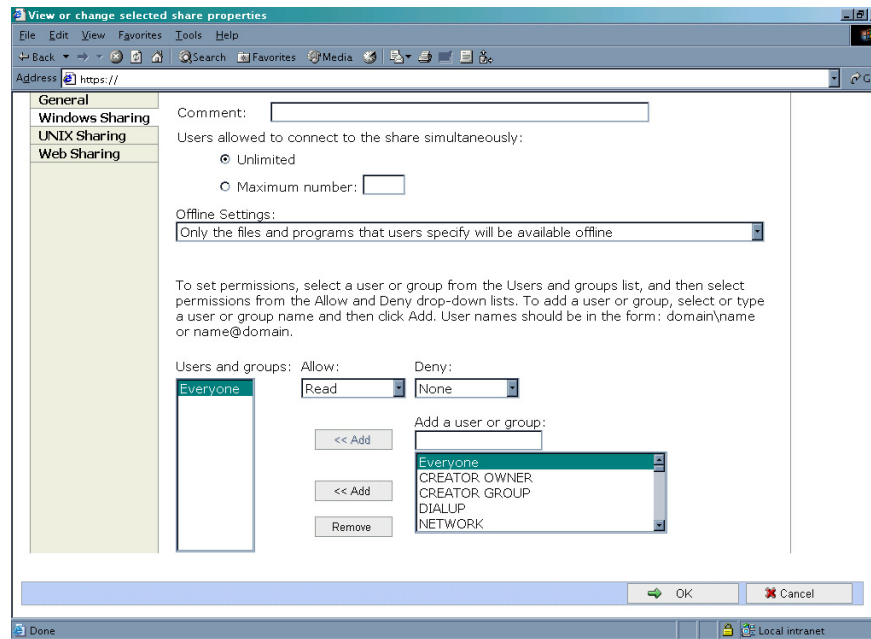 View or change selected share properties
File Edit View Favorites Tools Help
Back Search Favorites Media
Address https://
General
Windows Sharing
UNIX Sharing
Web Sharing
Comment:
Users allowed to connect to the share simultaneously:
Unlimited
Maximum number:
Offline Settings:
Only the files and programs that users specify will be available offline
To set permissions, select a user or group from the Users and groups list, and then select
permissions from the Allow and Deny drop-down lists. To add a user or group, select or type
a user or group name and then click Add. User names should be in the form: domain\name
or name@domain.
Users and groups: Allow: Deny:
Everyone Read None
Add a user or group:
<< Add
Everyone
CREATOR OWNER
<< Add CREATOR GROUP
DIALUP
Remove NETWORK
OK Cancel
Done Local intranet